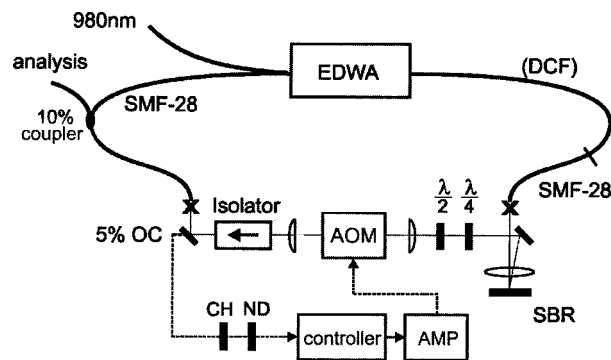 980nm
analysis
SMF-28
10%
coupler
EDWA
(DCF)
SMF-28
5% OC
Isolator
AOM
λ
2
λ
4
SBR
CH ND
controller
AMP